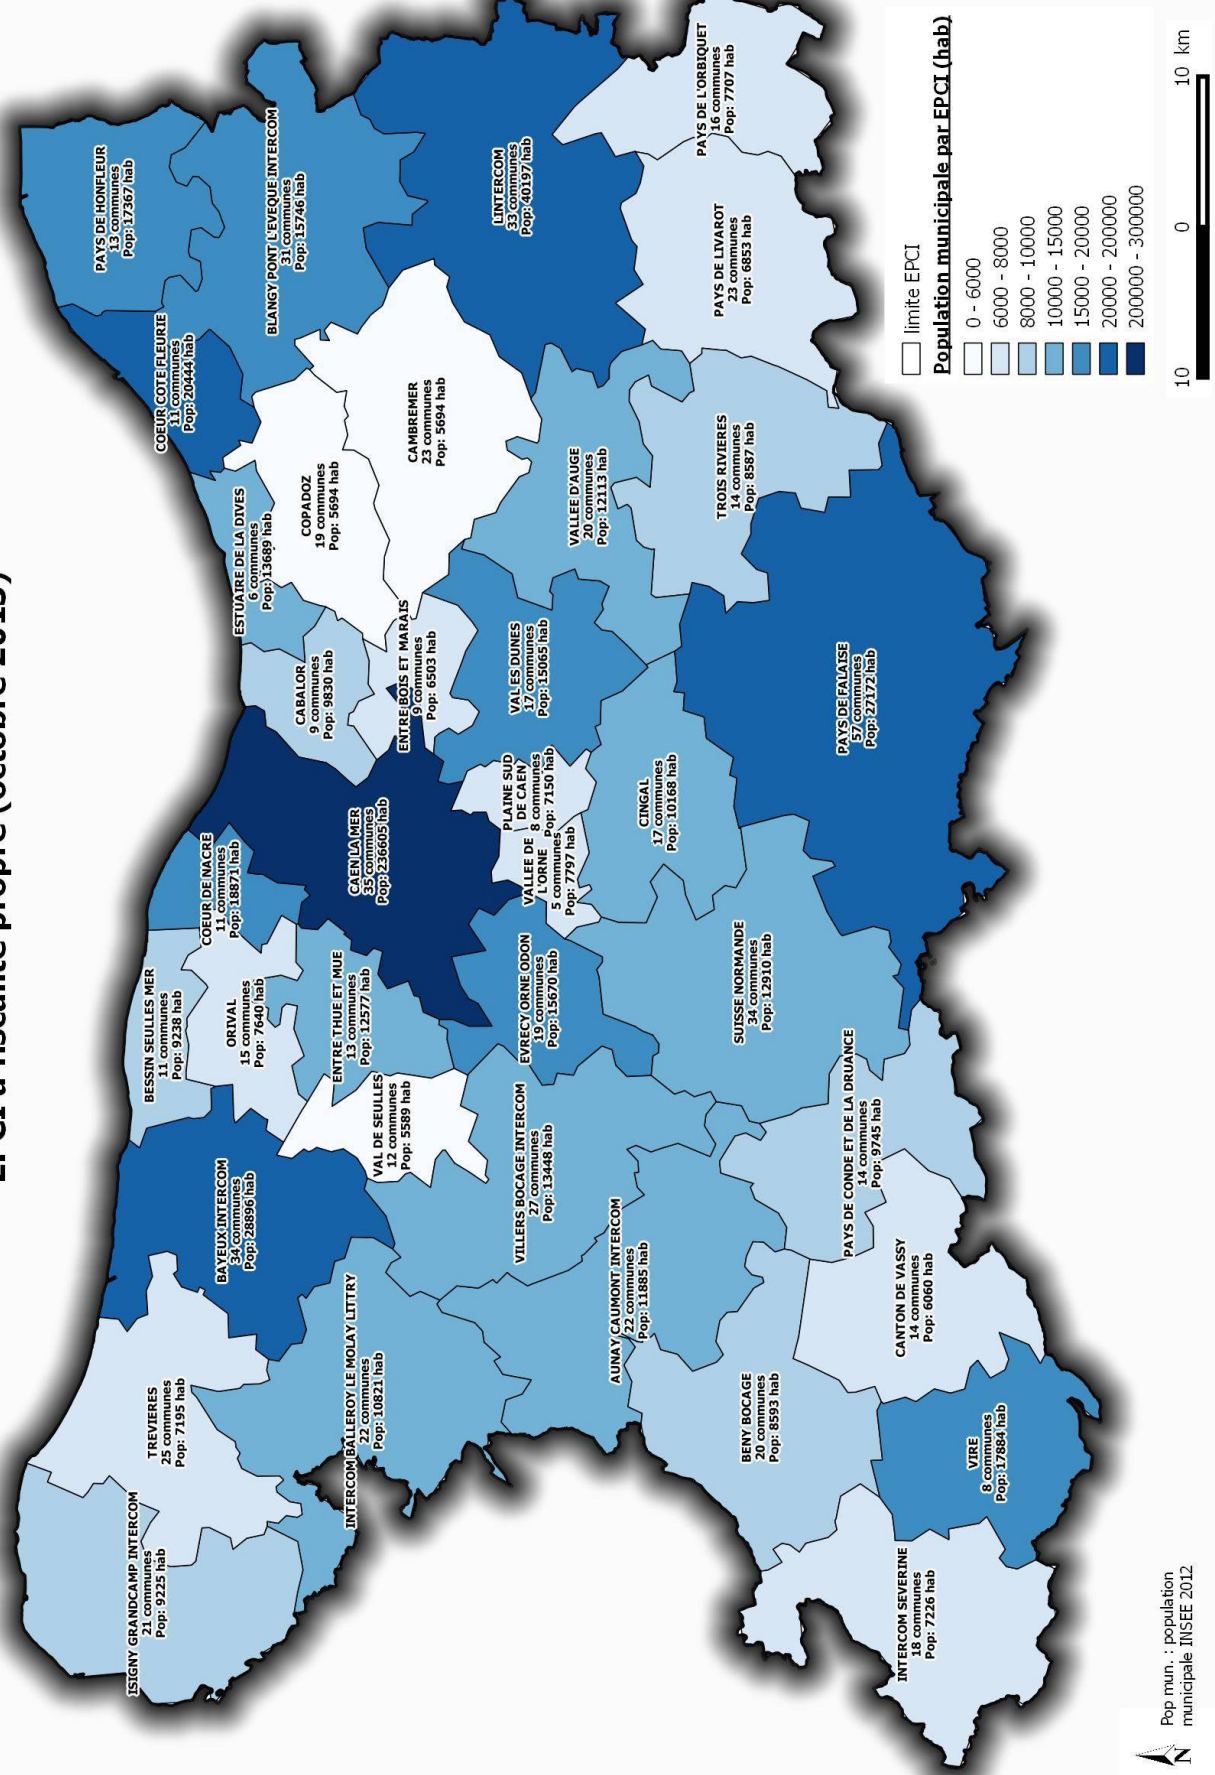 EPCI à fiscalité propre (octobre 2015)
ISIGNY GRANDCAMP INTERCOM
21 communes
Pop: 9225 hab
TREVIERES
25 communes
Pop: 7195 hab
BAYEUX INTERCOM
34 communes
Pop: 28896 hab
BESSIN SEULLES MER
11 communes
Pop: 9238 hab
COEUR DE NACRE
11 communes
Pop: 18871 hab
ORIVAL
15 communes
Pop: 7640 hab
ENTRE THUE ET MUE
13 communes
Pop: 12577 hab
VAL DE SEULLES
12 communes
Pop: 5589 hab
INTERCOM BALLEROY LE MOLAY LITTRY
22 communes
Pop: 10821 hab
CAEN LA MER
35 communes
Pop: 236605 hab
CABALOR
9 communes
Pop: 9830 hab
ESTUAIRE DE LA DIVES
6 communes
Pop: 13689 hab
COEUR COTE FLEURIE
11 communes
Pop: 20444 hab
PAYS DE HONFLEUR
13 communes
Pop: 17367 hab
BLANGY PONT L'EVEQUE INTERCOM
31 communes
Pop: 15746 hab
COPADOZ
19 communes
Pop: 5694 hab
CAMBREMER
23 communes
Pop: 5694 hab
ENTRE BOIS ET MARAIS
9 communes
Pop: 6503 hab
LINTERCOM
33 communes
Pop: 40197 hab
VAL ES DUNES
17 communes
Pop: 15065 hab
PLAINE SUD
DE CAEN
8 communes
Pop: 7150 hab
VALLEE DE
L'ORNE
5 communes
Pop: 7797 hab
EVRECY ORNE ODON
19 communes
Pop: 15670 hab
VILLERS BOCAGE INTERCOM
27 communes
Pop: 13448 hab
AUNAY CAUMONT INTERCOM
22 communes
Pop: 11885 hab
VALLEE D'AUGE
20 communes
Pop: 12113 hab
CINGAL
17 communes
Pop: 10168 hab
PAYS DE L'ORBIQUET
16 communes
Pop: 7707 hab
PAYS DE LIVAROT
23 communes
Pop: 6853 hab
TROIS RIVIERES
14 communes
Pop: 8587 hab
SUISSE NORMANDE
34 communes
Pop: 12910 hab
BENY BOCAGE
20 communes
Pop: 8593 hab
PAYS DE FALAISE
57 communes
Pop: 27172 hab
PAYS DE CONDE ET DE LA DRUANCE
14 communes
Pop: 9745 hab
CANTON DE VASSY
14 communes
Pop: 6060 hab
INTERCOM SEVERINE
18 communes
Pop: 7226 hab
VIRE
8 communes
Pop: 17884 hab
limite EPCI
Population municipale par EPCI (hab)
0 - 6000
6000 - 8000
8000 - 10000
10000 - 15000
15000 - 20000
20000 - 200000
200000 - 300000
10 0 10 km
N
Pop mun. : population
municipale INSEE 2012